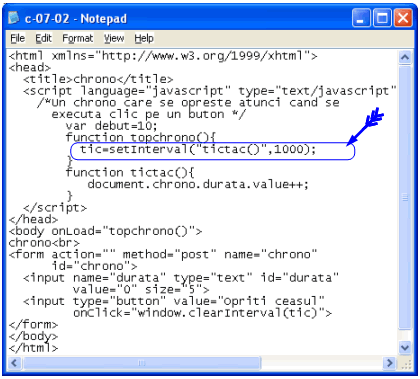 c-07-02 - Notepad
File Edit Format View Help
<html xmlns="http://www.w3.org/1999/xhtml">
<head>
<title>chrono</title>
<script language="javascript" type="text/javascript"
/*Un chrono care se opreste atunci cand se
executa clic pe un buton */
var debut=10;
function topchrono(){
tic=setInterval("tictac()",1000);
}
function tictac(){
document.chrono.durata.value++;
}
</script>
</head>
<body onLoad="topchrono()">
chrono<br>
<form action="" method="post" name="chrono"
id="chrono">
<input name="durata" type="text" id="durata"
value="0" size="5">
<input type="button" value="opriti ceasul"
onClick="window.clearInterval(tic)">
</form>
</body>
</html>